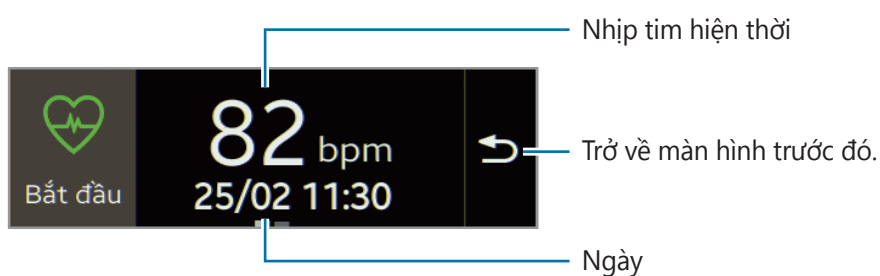 Nhịp tim hiện thời
82 bpm
Trở về màn hình trước đó.
Bắt đầu
25/02 11:30
Ngày